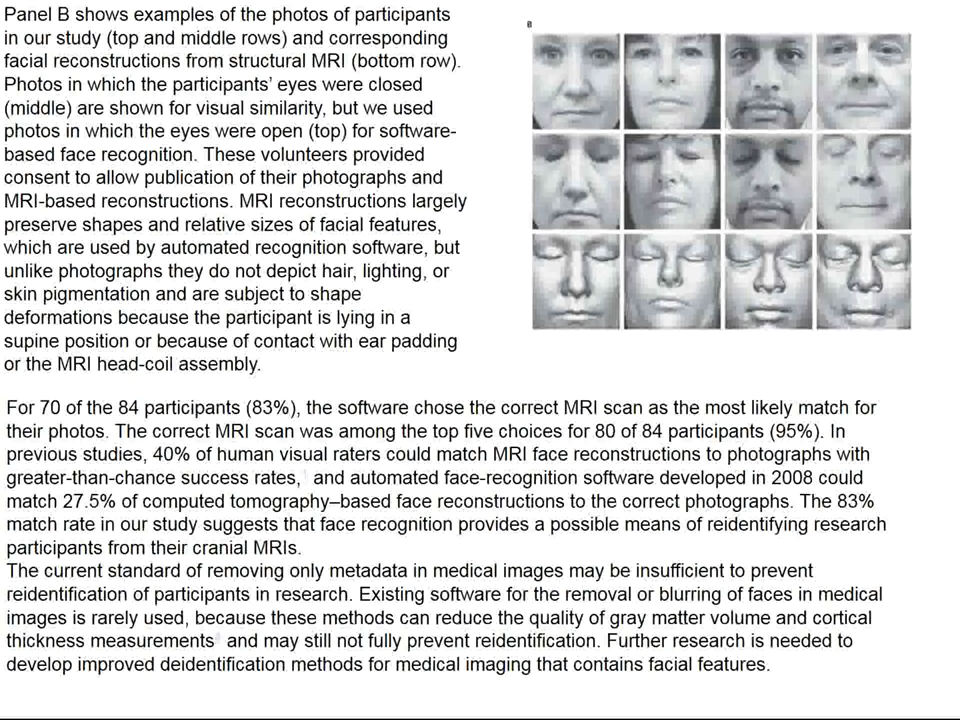 Panel B shows examples of the photos of participants
in our study (top and middle rows) and corresponding
facial reconstructions from structural MRI (bottom row).
Photos in which the participants’ eyes were closed
(middle) are shown for visual similarity, but we used
photos in which the eyes were open (top) for software-
based face recognition. These volunteers provided
consent to allow publication of their photographs and
MRI-based reconstructions. MRI reconstructions largely
preserve shapes and relative sizes of facial features,
which are used by automated recognition software, but
unlike photographs they do not depict hair, lighting, or
skin pigmentation and are subject to shape
deformations because the participant is lying in a
supine position or because of contact with ear padding
or the MRI head-coil assembly.
B
For 70 of the 84 participants (83%), the software chose the correct MRI scan as the most likely match for
their photos. The correct MRI scan was among the top five choices for 80 of 84 participants (95%). In
previous studies, 40% of human visual raters could match MRI face reconstructions to photographs with
greater-than-chance success rates, and automated face-recognition software developed in 2008 could
match 27.5% of computed tomography–based face reconstructions to the correct photographs. The 83%
match rate in our study suggests that face recognition provides a possible means of reidentifying research
participants from their cranial MRIs.
The current standard of removing only metadata in medical images may be insufficient to prevent
reidentification of participants in research. Existing software for the removal or blurring of faces in medical
images is rarely used, because these methods can reduce the quality of gray matter volume and cortical
thickness measurements and may still not fully prevent reidentification. Further research is needed to
develop improved deidentification methods for medical imaging that contains facial features.